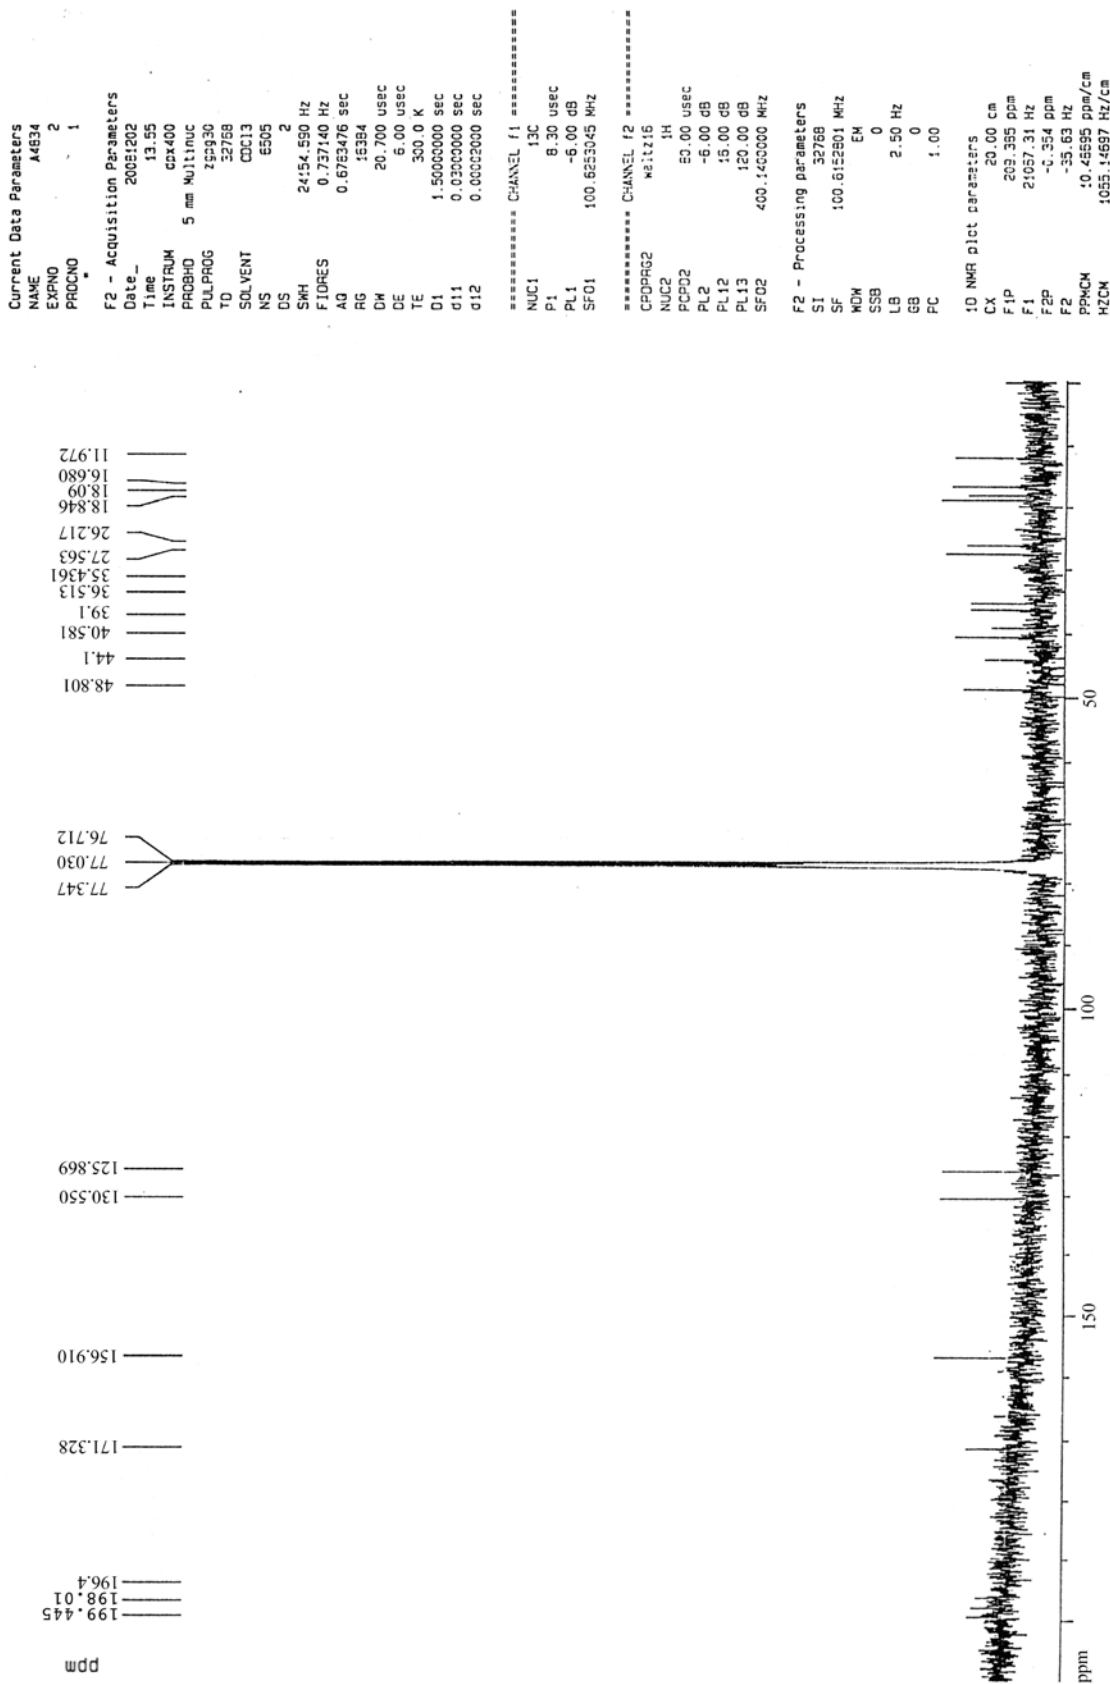 Current Data Parameters
NAME A4834
EXPNO 2
PROCNO 1
F2 - Acquisition Parameters
Date_ 20081202
Time 13.55
INSTRUM cpx400
PROBHD 5 mm Multinuc
PULPROG zgpg30
TD 32768
SOLVENT CDCl3
NS 6505
DS 2
SWH 24154.590 Hz
FIDRES 0.737140 Hz
AQ 0.6783476 sec
RG 16384
DW 20.700 usec
DE 6.00 usec
TE 300.0 K
D1 1.50000000 sec
d11 0.03000000 sec
d12 0.00002000 sec
======== CHANNEL f1 ========
NUC1 13C
P1 8.30 usec
PL1 -6.00 dB
SFO1 100.6253045 MHz
======== CHANNEL f2 ========
CPDPRG2 waltz16
NUC2 1H
PCPD2 80.00 usec
PL2 -6.00 dB
PL12 15.00 dB
PL13 120.00 dB
SFO2 400.1400000 MHz
F2 - Processing parameters
SI 32768
SF 100.6152801 MHz
WDW EM
SSB 0
LB 2.50 Hz
GB 0
PC 1.00
1D NMR plot parameters
CX 20.00 cm
F1P 209.385 ppm
F1 21067.31 Hz
F2P -0.354 ppm
F2 -35.63 Hz
PPMCM 10.48695 ppm/cm
HZCM 1055.14697 Hz/cm
ppm
199.445
198.01
196.4
171.328
156.910
130.550
125.869
77.347
77.030
76.712
48.801
44.1
40.581
39.1
36.513
35.4361
27.563
26.217
18.846
18.09
16.680
11.972
ppm
150
100
50